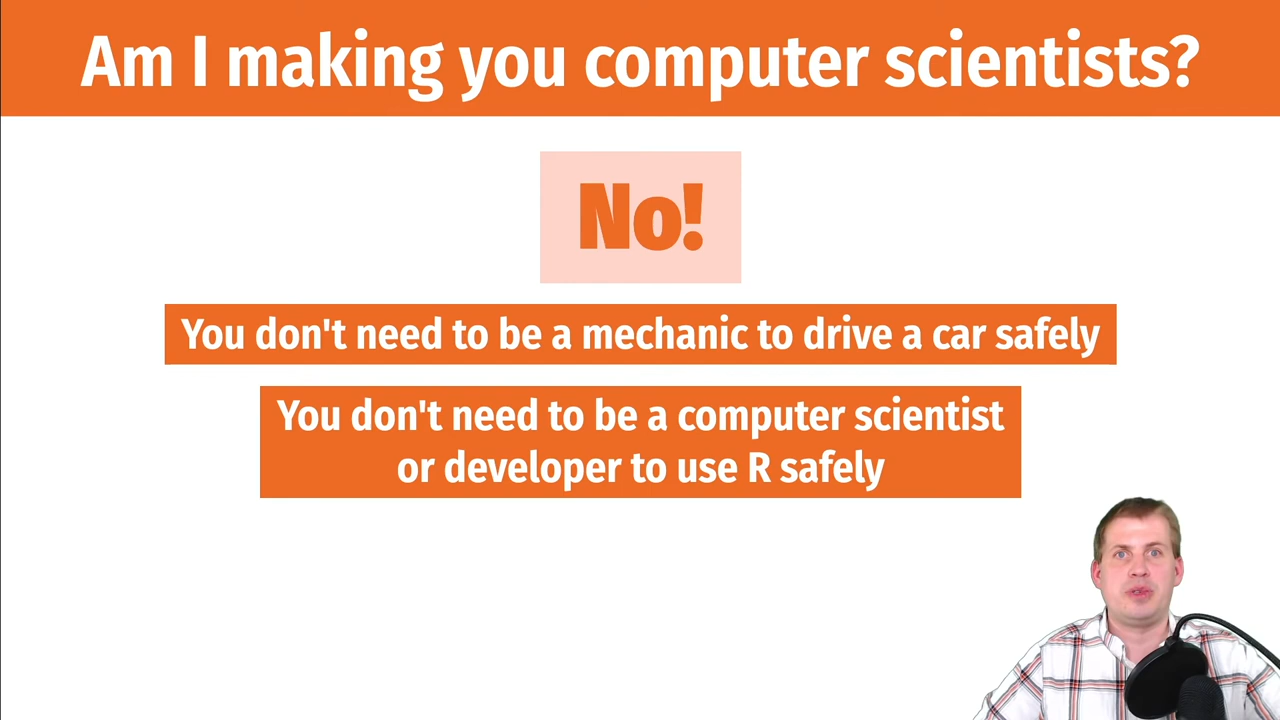 Am I making you computer scientists?
No!
You don't need to be a mechanic to drive a car safely
You don't need to be a computer scientist
or developer to use R safely